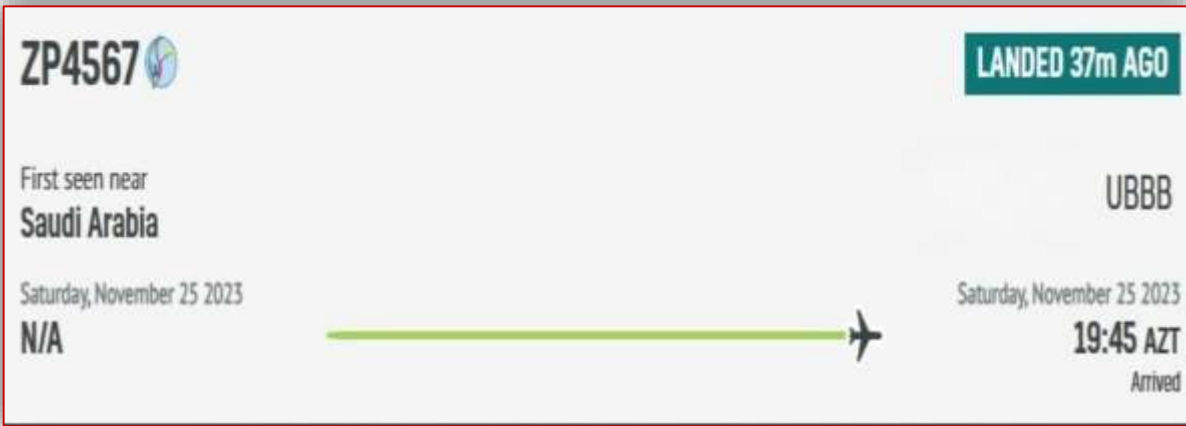 ZP4567
LANDED 37m AGO
First seen near
Saudi Arabia
UBBB
Saturday, November 25 2023
N/A
Saturday, November 25 2023
19:45 AZT
Arrived